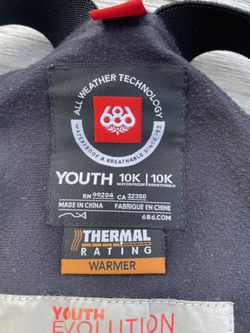 ALL WEATHER TECHNOLOGY
686
WATERPROOF & BREATHABLE SINCE '92
YOUTH 10K | 10K
WATERPROOF BREATHABLE
RN 99204 CA 32350
MADE IN CHINA FABRIQUE EN CHINE
686.COM
THERMAL
RATING
WARMER
YOUTH
EVOLUTION